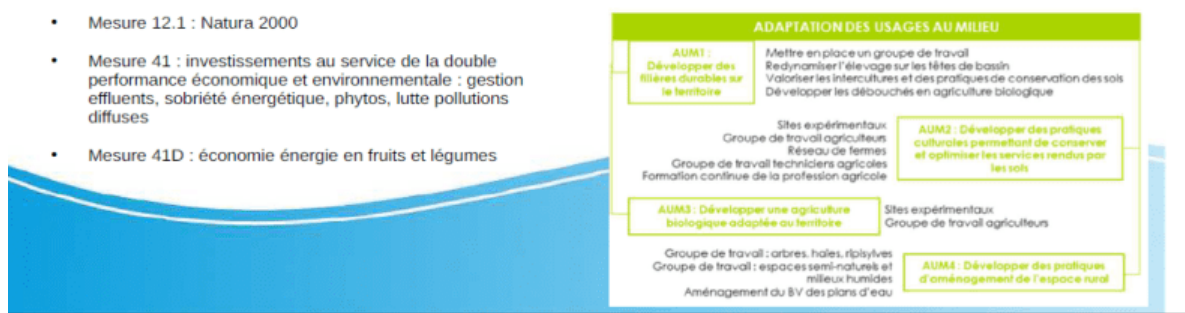 • Mesure 12.1 : Natura 2000
• Mesure 41 : investissements au service de la double
performance économique et environnementale : gestion
effluents, sobriété énergétique, phytos, lutte pollutions
diffuses
• Mesure 41D : économie énergie en fruits et légumes
ADAPTATION DES USAGES AU MILIEU
AUM1 :
Développer des
filières durables sur
le territoire
Mettre en place un groupe de travail
Redynamiser l'élevage sur les têtes de bassin
Valoriser les intercultures et des pratiques de conservation des sols
Développer les débouchés en agriculture biologique
Sites expérimentaux
Groupe de travail agriculteurs
Réseau de fermes
Groupe de travail techniciens agricoles
Formation continue de la profession agricole
AUM2 : Développer des pratiques
culturales permettant de conserver
et optimiser les services rendus par
les sols
AUM3 : Développer une agriculture
biologique adaptée au territoire
Sites expérimentaux
Groupe de travail agriculteurs
Groupe de travail : arbres, haies, ripisylves
Groupe de travail : espaces semi-naturels et
milieux humides
Aménagement du BV des plans d'eau
AUM4 : Développer des pratiques
d'aménagement de l'espace rural